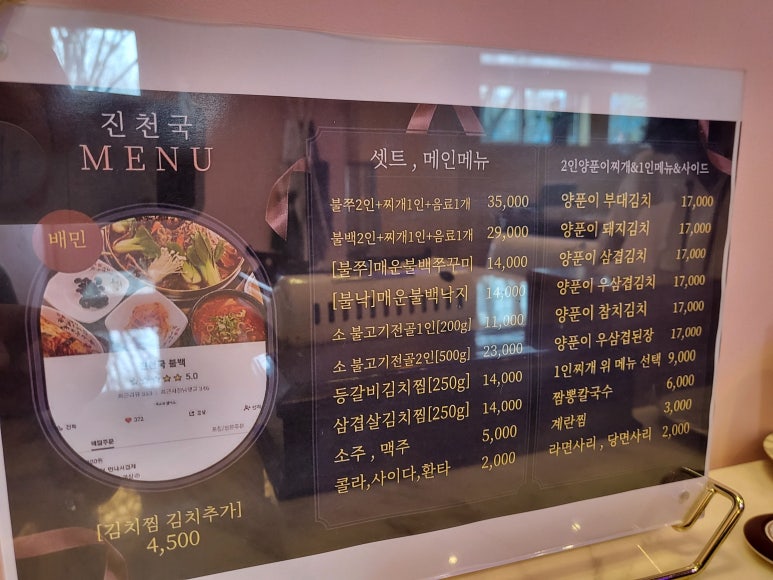 진천국
MENU
배민
불백
5.0
[김치찜 김치추가]
4,500
셋트 , 메인메뉴
불쭈2인+찌개1인+음료1개 35,000
불백2인+찌개1인+음료1개 29,000
[불쭈]매운불백쭈꾸미 14,000
[불낙]매운불백낙지 14,000
소 불고기전골1인[200g] 11,000
소 불고기전골2인[500g] 23,000
등갈비김치찜[250g] 14,000
삼겹살김치찜[250g] 14,000
소주 , 맥주 5,000
콜라,사이다,환타 2,000
2인양푼이찌개&1인메뉴&사이드
양푼이 부대김치 17,000
양푼이 돼지김치 17,000
양푼이 삼겹김치 17,000
양푼이 우삼겹김치 17,000
양푼이 참치김치 17,000
양푼이 우삼겹된장 17,000
1인찌개 위 메뉴 선택 9,000
짬뽕칼국수 6,000
계란찜 3,000
라면사리 , 당면사리 2,000